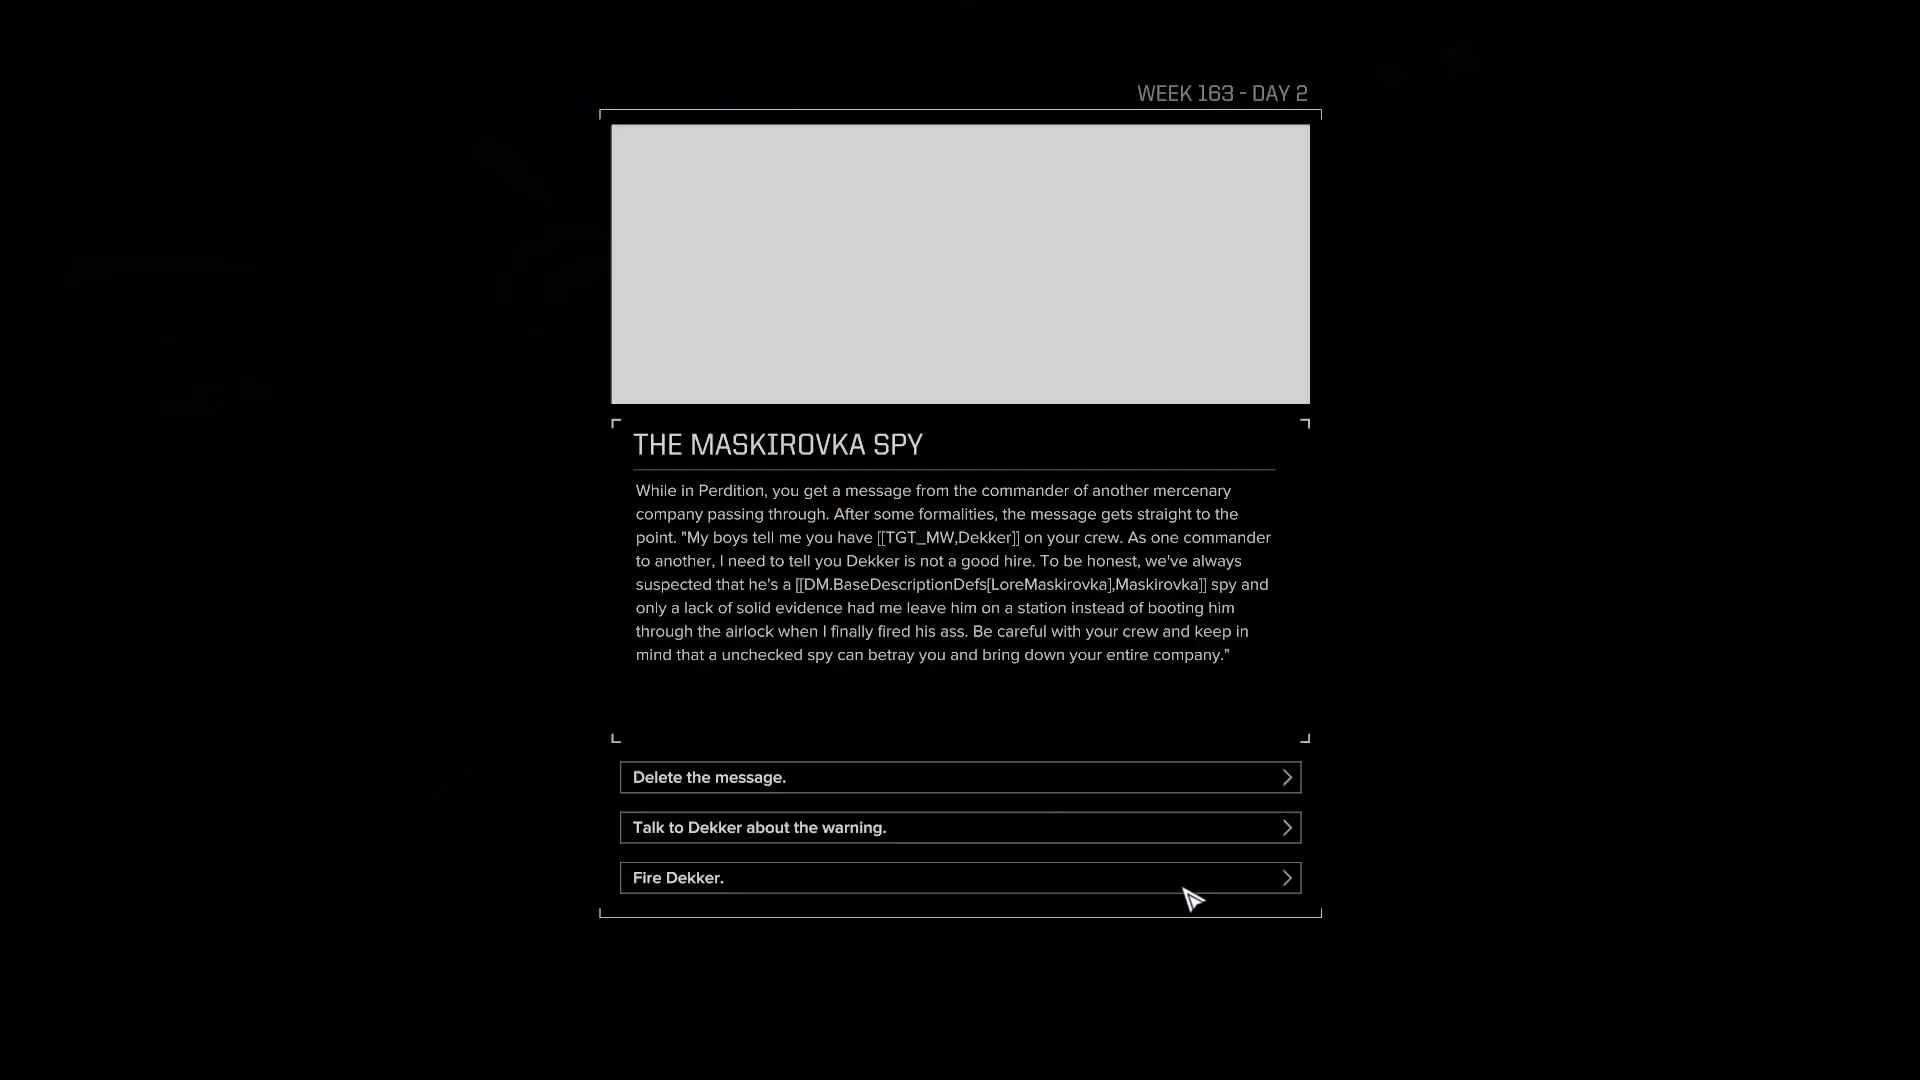 WEEK 163 - DAY 2
THE MASKIROVKA SPY
While in Perdition, you get a message from the commander of another mercenary
company passing through. After some formalities, the message gets straight to the
point. "My boys tell me you have [[TGT_MW,Dekker]] on your crew. As one commander
to another, I need to tell you Dekker is not a good hire. To be honest, we've always
suspected that he's a [[DM.BaseDescriptionDefs[LoreMaskirovka],Maskirovka]] spy and
only a lack of solid evidence had me leave him on a station instead of booting him
through the airlock when I finally fired his ass. Be careful with your crew and keep in
mind that a unchecked spy can betray you and bring down your entire company."
Delete the message.
Talk to Dekker about the warning.
Fire Dekker.